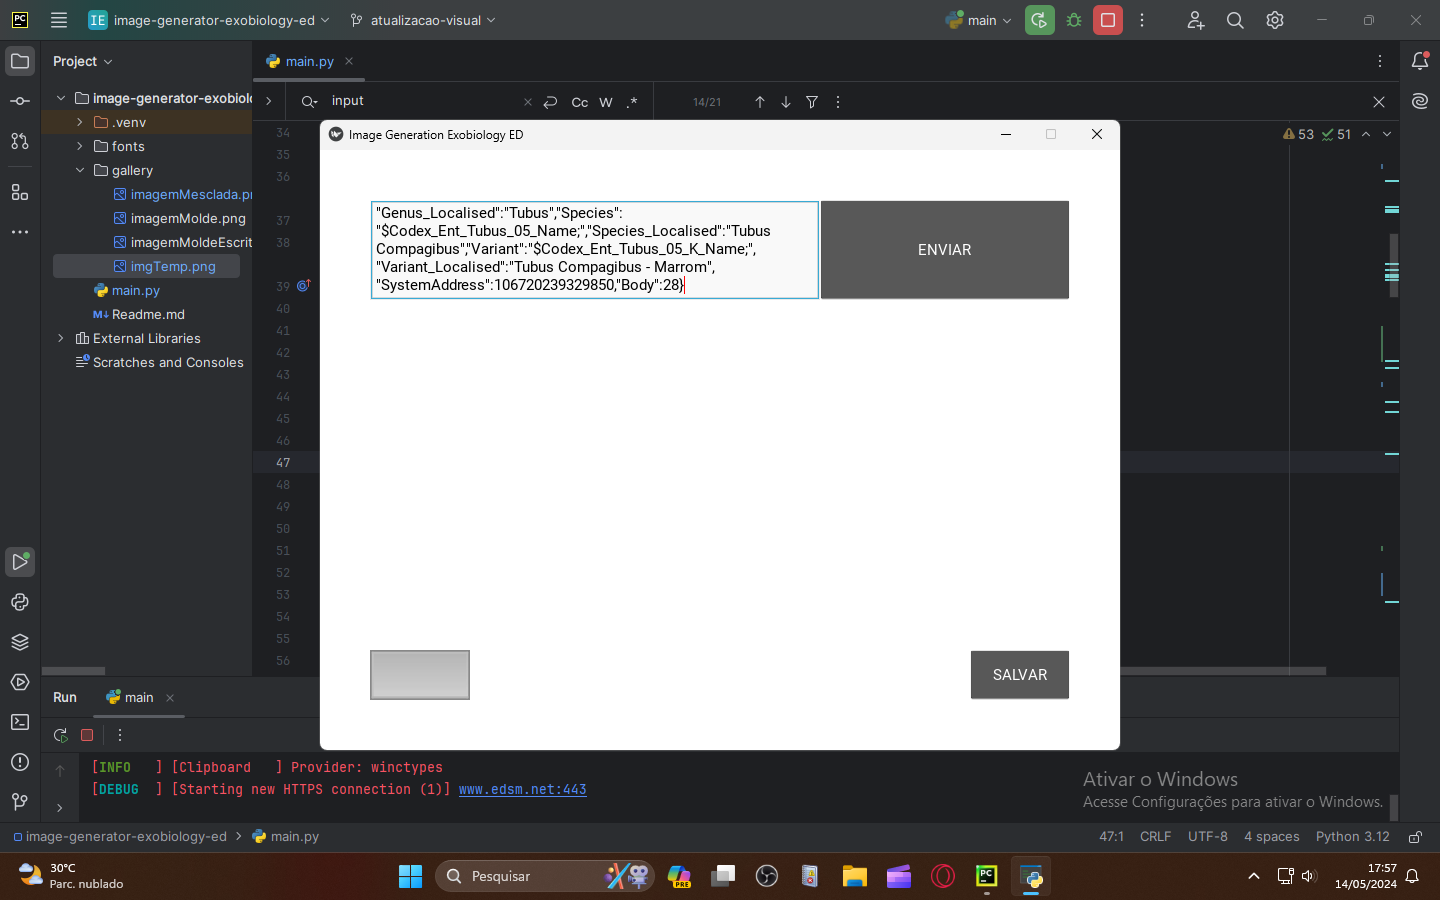 PC
IE
image-generator-exobiology-ed
atualizacao-visual
main
Project
main.py
image-generator-exobiolo
input
Cc
W
.*
14/21
.venv
fonts
gallery
imagemMesclada.p
imagemMolde.png
imagemMoldeEscrit
imgTemp.png
main.py
Readme.md
External Libraries
Scratches and Consoles
34
35
36
37
38
39
40
41
42
43
44
45
46
47
48
49
50
51
52
53
54
55
56
53
51
Image Generation Exobiology ED
"Genus_Localised":"Tubus","Species":
"$Codex_Ent_Tubus_05_Name;","Species_Localised":"Tubus
Compagibus","Variant":"$Codex_Ent_Tubus_05_K_Name;",
"Variant_Localised":"Tubus Compagibus - Marrom",
"SystemAddress":106720239329850,"Body":28}
ENVIAR
SALVAR
Run
main
[INFO   ] [Clipboard   ] Provider: winctypes
[DEBUG  ] [Starting new HTTPS connection (1)] www.edsm.net:443
Ativar o Windows
Acesse Configurações para ativar o Windows.
image-generator-exobiology-ed > main.py
47:1
CRLF
UTF-8
4 spaces
Python 3.12
30°C
Parc. nublado
Pesquisar
PRE
PC
17:57
14/05/2024